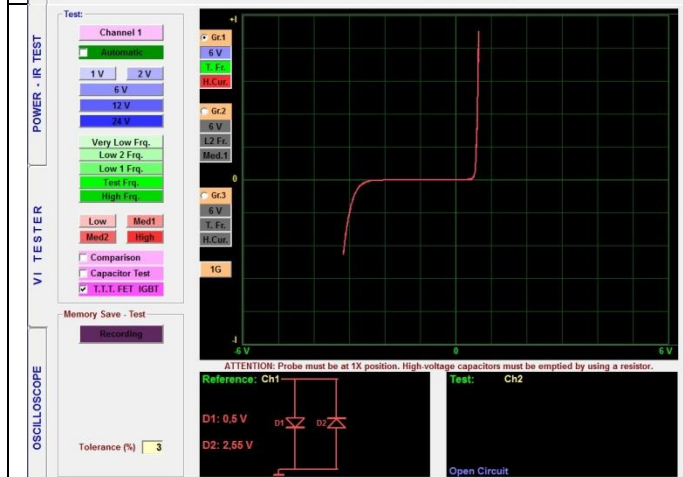 POWER - IR TEST
VI TESTER
OSCILLOSCOPE
Test:
Channel 1
Automatic
1 V
2 V
6 V
12 V
24 V
Very Low Frq.
Low 2 Frq.
Low 1 Frq.
Test Frq.
High Frq.
Low
Med1
Med2
High
Comparison
Capacitor Test
T.T.T. FET IGBT
Memory Save - Test
Recording
Tolerance (%) 3
Gr.1
6 V
T. Fr.
H.Cur.
Gr.2
6 V
L2 Fr.
Med.1
Gr.3
6 V
T. Fr.
H.Cur.
1G
+I
0
-I
-6 V
0
6 V
ATTENTION: Probe must be at 1X position. High-voltage capacitors must be emptied by using a resistor.
Reference: Ch1
D1: 0,5 V
D2: 2,55 V
D1
D2
Test: Ch2
Open Circuit